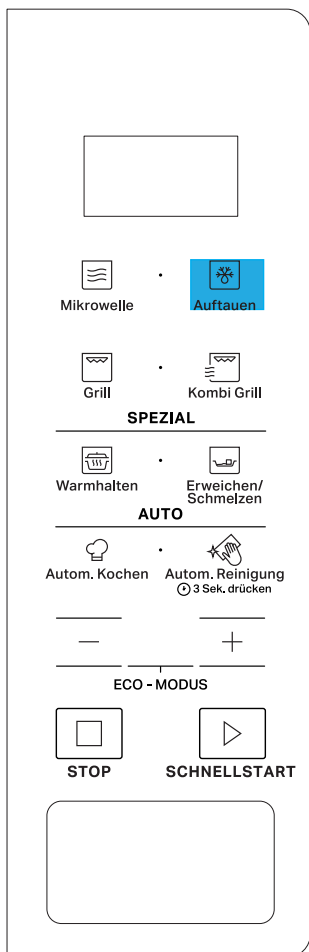 Mikrowelle
Auftauen
Grill
Kombi Grill
SPEZIAL
Warmhalten
Erweichen/
Schmelzen
AUTO
Autom. Kochen
Autom. Reinigung
3 Sek. drücken
ECO - MODUS
STOP
SCHNELLSTART